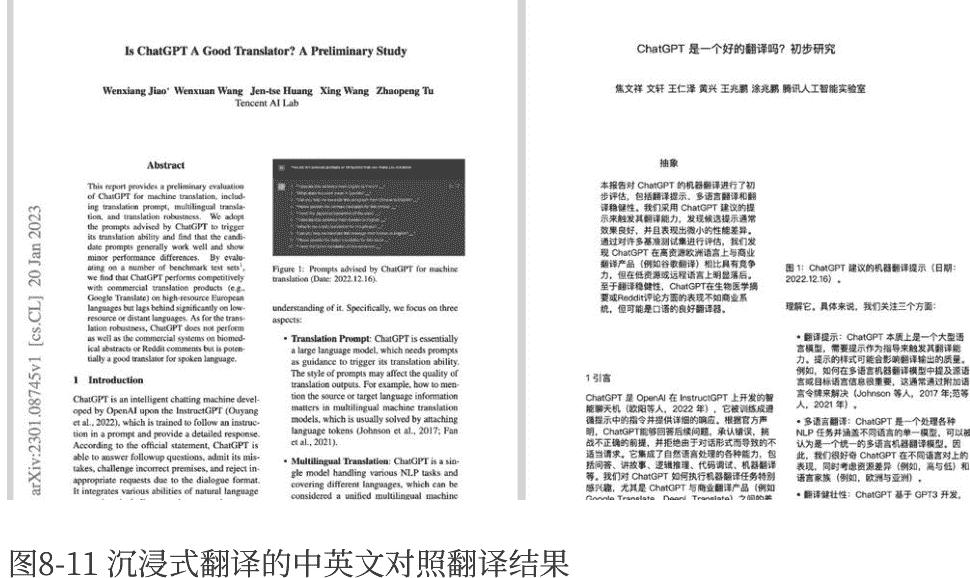 Is ChatGPT A Good Translator? A Preliminary Study
Wenxiang Jiao* Wenxuan Wang Jen-tse Huang Xing Wang Zhaopeng Tu
Tencent AI Lab
arXiv:2301.08745v1 [cs.CL] 20 Jan 2023
Abstract
This report provides a preliminary evaluation
of ChatGPT for machine translation, includ-
ing translation prompt, multilingual transla-
tion, and translation robustness. We adopt
the prompts advised by ChatGPT to trigger
its translation ability and find that the candi-
date prompts generally work well and show
minor performance differences. By evalu-
ating on a number of benchmark test sets¹,
we find that ChatGPT performs competitively
with commercial translation products (e.g.,
Google Translate) on high-resource European
languages but lags behind significantly on low-
resource or distant languages. As for the trans-
lation robustness, ChatGPT does not perform
as well as the commercial systems on biomed-
ical abstracts or Reddit comments but is poten-
tially a good translator for spoken language.
1 Introduction
ChatGPT is an intelligent chatting machine devel-
oped by OpenAI upon the InstructGPT (Ouyang
et al., 2022), which is trained to follow an instruc-
tion in a prompt and provide a detailed response.
According to the official statement, ChatGPT is
able to answer followup questions, admit its mis-
takes, challenge incorrect premises, and reject in-
appropriate requests due to the dialogue format.
It integrates various abilities of natural language
Figure 1: Prompts advised by ChatGPT for machine
translation (Date: 2022.12.16).
understanding of it. Specifically, we focus on three
aspects:
• Translation Prompt: ChatGPT is essentially
a large language model, which needs prompts
as guidance to trigger its translation ability.
The style of prompts may affect the quality of
translation outputs. For example, how to men-
tion the source or target language information
matters in multilingual machine translation
models, which is usually solved by attaching
language tokens (Johnson et al., 2017; Fan
et al., 2021).
• Multilingual Translation: ChatGPT is a sin-
gle model handling various NLP tasks and
covering different languages, which can be
considered a unified multilingual machine
ChatGPT 是一个好的翻译吗？初步研究
焦文祥 文轩 王仁泽 黄兴 王兆鹏 涂兆鹏 腾讯人工智能实验室
抽象
本报告对 ChatGPT 的机器翻译进行了初
步评估，包括翻译提示、多语言翻译和翻
译稳健性。我们采用 ChatGPT 建议的提
示来触发其翻译能力，发现候选提示通常
效果良好，并且表现出微小的性能差异。
通过对许多基准测试集进行评估，我们发
现 ChatGPT 在高资源欧洲语言上与商业
翻译产品（例如谷歌翻译）相比具有竞争
力，但在低资源或远程语言上明显落后。
至于翻译稳健性，ChatGPT在生物医学摘
要或Reddit评论方面的表现不如商业系
统，但可能是口语的良好翻译器。
1 引言
ChatGPT 是 OpenAI 在 InstructGPT 上开发的智
能聊天机（欧阳等人，2022 年），它被训练成遵
循提示中的指令并提供详细的响应。根据官方声
明，ChatGPT能够回答后续问题，承认错误，挑
战不正确的前提，并拒绝由于对话形式而导致的不
适当请求。它集成了自然语言处理的各种能力，包
括问答、讲故事、逻辑推理、代码调试、机器翻译
等。我们对 ChatGPT 如何执行机器翻译任务特别
感兴趣，尤其是 ChatGPT 与商业翻译产品（例如
Google Translate、DeepL Translate）之间的差
图 1：ChatGPT 建议的机器翻译提示（日期：
2022.12.16）。
理解它。具体来说，我们关注三个方面：
• 翻译提示：ChatGPT 本质上是一个大型语
言模型，需要提示作为指导来触发其翻译能
力。提示的样式可能会影响翻译输出的质量。
例如，如何在多语言机器翻译模型中提及源语
言或目标语言信息很重要，这通常通过附加语
言令牌来解决（Johnson 等人，2017 年;范等
人，2021 年）。
• 多语言翻译：ChatGPT 是一个处理各种
NLP 任务并涵盖不同语言的单一模型，可以被
认为是一个统一的多语言机器翻译模型。因
此，我们很好奇 ChatGPT 在不同语言对上的
表现，同时考虑资源差异（例如，高与低）和
语言家族（例如，欧洲与亚洲）。
• 翻译健壮性：ChatGPT 基于 GPT3 开发，
图8-11 沉浸式翻译的中英文对照翻译结果